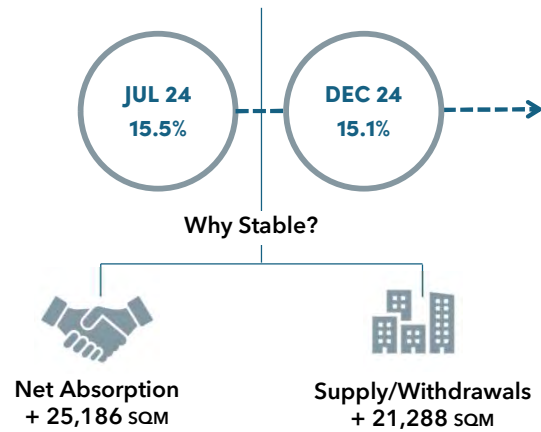 JUL 24
15.5%
DEC 24
15.1%
Why Stable?
Net Absorption
+ 25,186 SQM
Supply/Withdrawals
+ 21,288 SQM